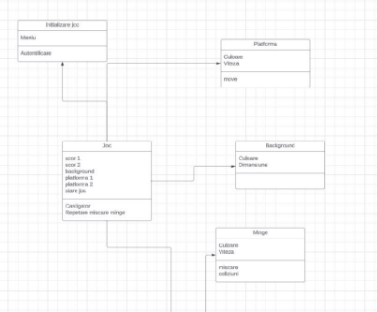 Initializare joc
Meniu
Autentificare
Platforma
Culoare
Viteza
move
Joc
scor 1
scor 2
background
platforma 1
platforma 2
stare joc
Castigator
Repetare miscare minge
Background
Culoare
Dimensiune
Minge
Culoare
Viteza
miscare
coliziuni